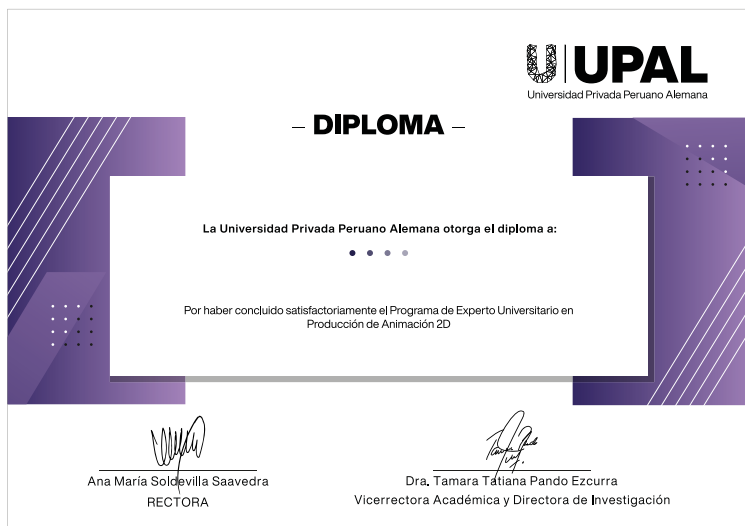 UPAL
Universidad Privada Peruano Alemana
– DIPLOMA –
La Universidad Privada Peruano Alemana otorga el diploma a:
Por haber concluido satisfactoriamente el Programa de Experto Universitario en
Producción de Animación 2D
Ana María Soldevilla Saavedra
RECTORA
Dra. Tamara Tatiana Pando Ezcurra
Vicerrectora Académica y Directora de Investigación